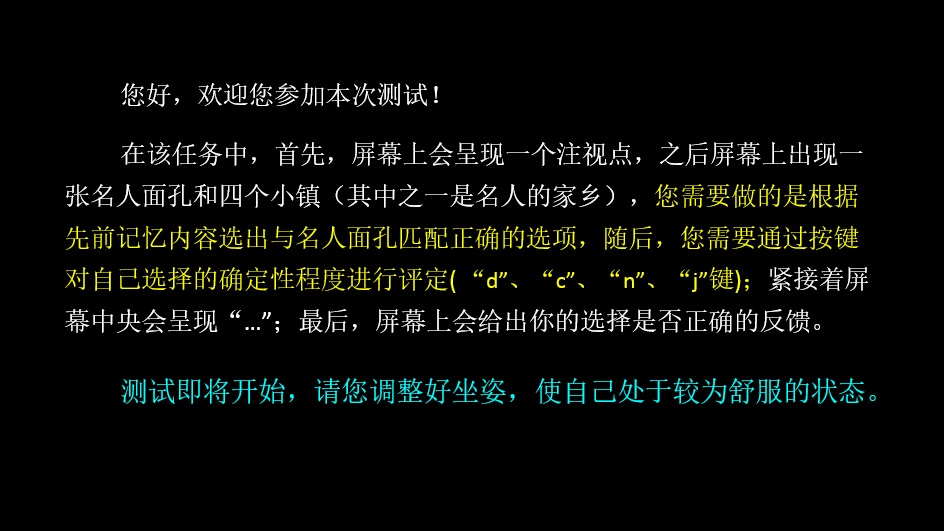 您好，欢迎您参加本次测试！
在该任务中，首先，屏幕上会呈现一个注视点，之后屏幕上出现一
张名人面孔和四个小镇（其中之一是名人的家乡），您需要做的是根据
先前记忆内容选出与名人面孔匹配正确的选项，随后，您需要通过按键
对自己选择的确定性程度进行评定( “d”、“c”、“n”、“j”键)；紧接着屏
幕中央会呈现“...”；最后，屏幕上会给出你的选择是否正确的反馈。
测试即将开始，请您调整好坐姿，使自己处于较为舒服的状态。